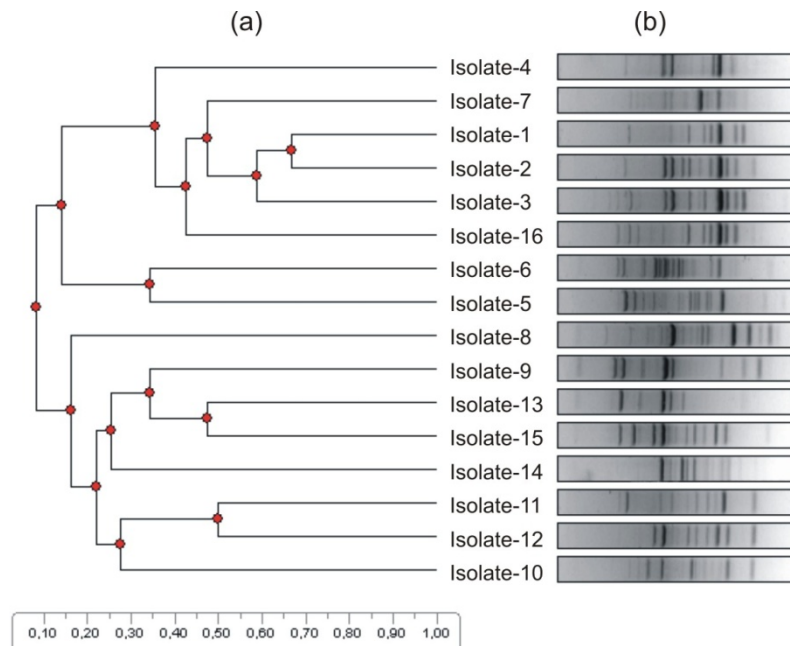 (a) (b)
Isolate-4
Isolate-7
Isolate-1
Isolate-2
Isolate-3
Isolate-16
Isolate-6
Isolate-5
Isolate-8
Isolate-9
Isolate-13
Isolate-15
Isolate-14
Isolate-11
Isolate-12
Isolate-10
0,10 0,20 0,30 0,40 0,50 0,60 0,70 0,80 0,90 1,00